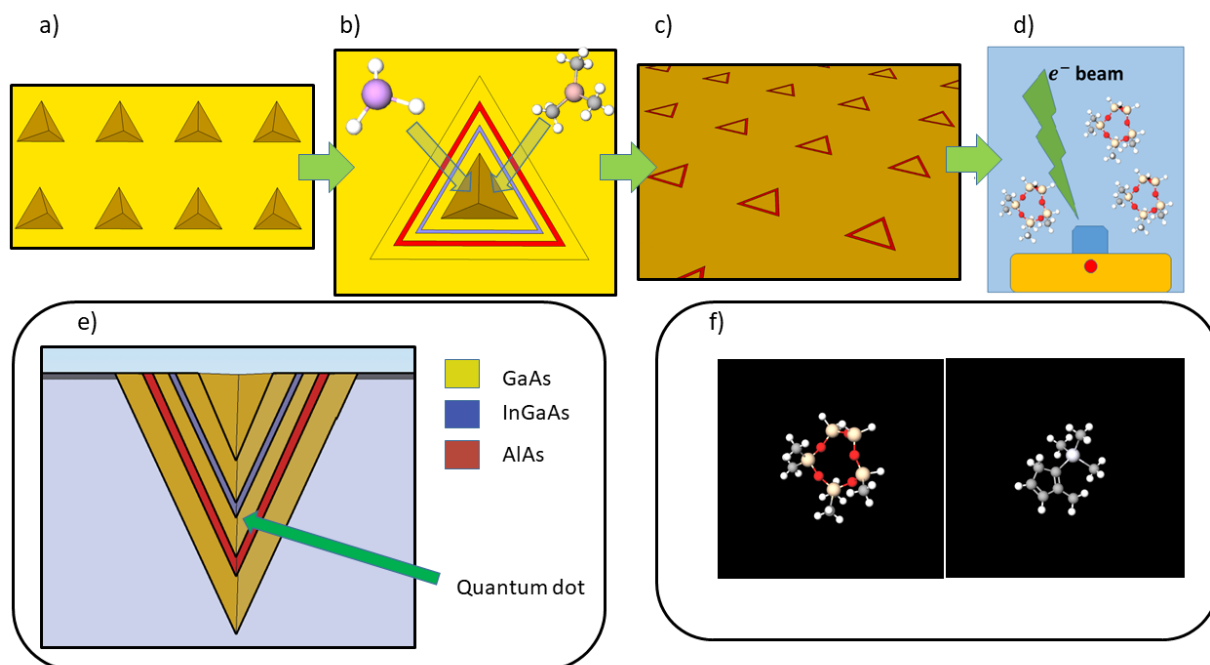 a)
b)
c)
d)
e⁻ beam
e)
GaAs
InGaAs
AlAs
Quantum dot
f)